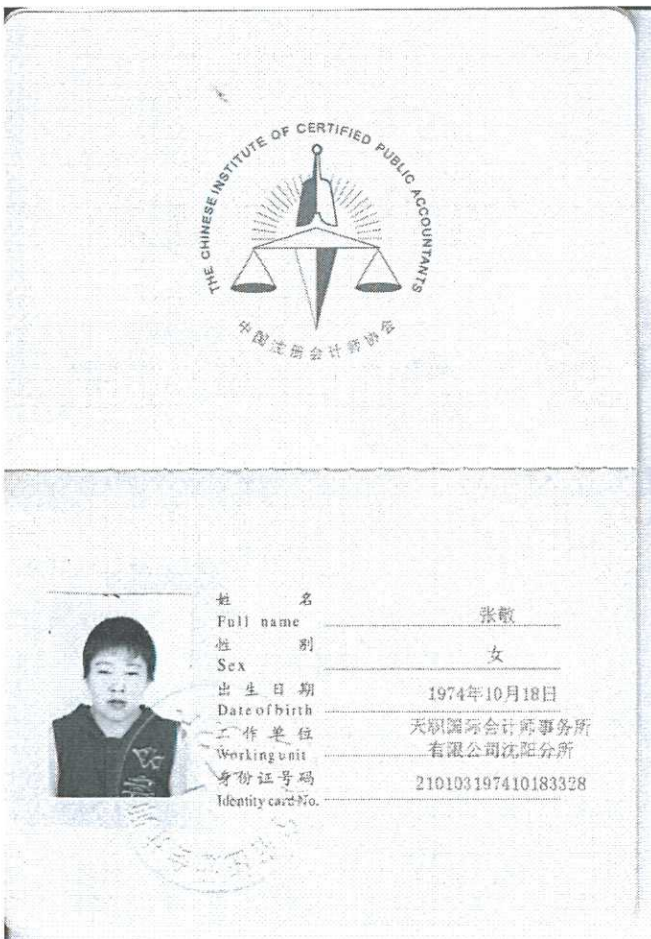 THE CHINESE INSTITUTE OF CERTIFIED PUBLIC ACCOUNTANTS
中国注册会计师协会
姓 名
Full name
张敬
性 别
Sex
女
出 生 日 期
Date of birth
1974年10月18日
工 作 单 位
Working unit
天职国际会计师事务所
有限公司沈阳分所
身份证号码
Identity card No.
210103197410183328